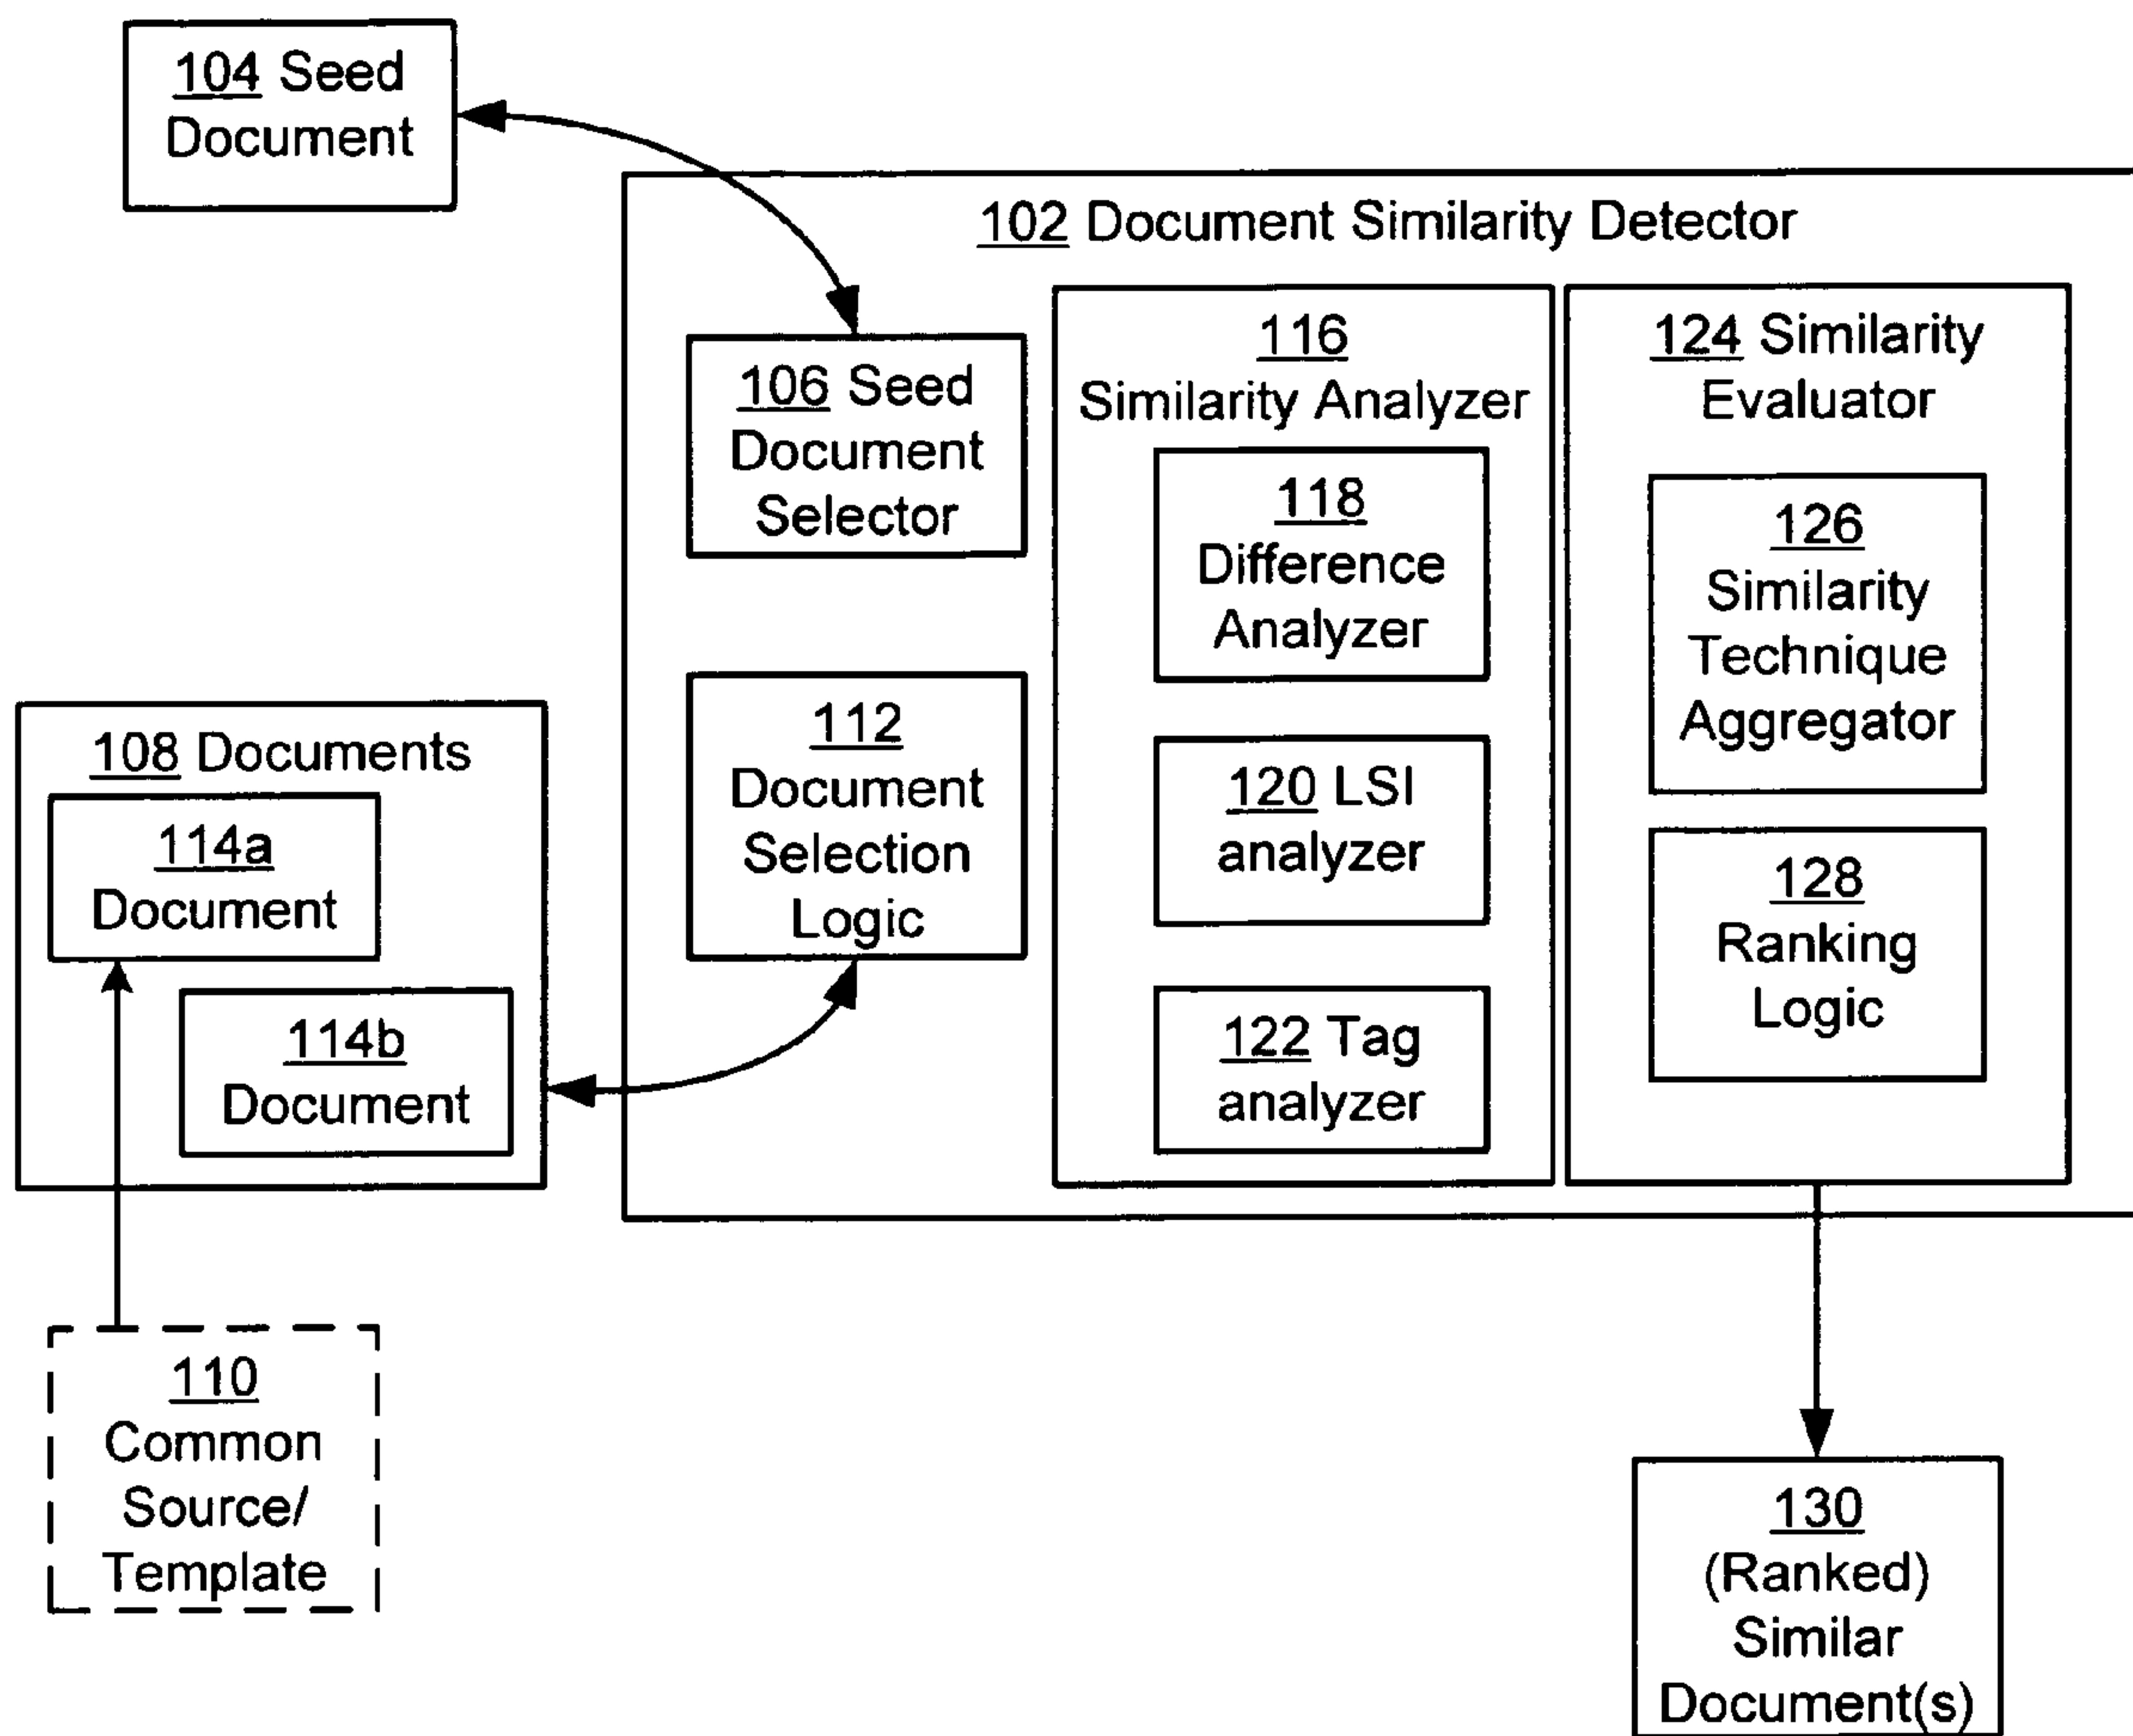 104 Seed
Document
102 Document Similarity Detector
106 Seed
Document
Selector
116
Similarity Analyzer
124 Similarity
Evaluator
118
Difference
Analyzer
126
Similarity
Technique
Aggregator
112
Document
Selection
Logic
108 Documents
114a
Document
114b
Document
120 LSI
analyzer
122 Tag
analyzer
128
Ranking
Logic
110
Common
Source/
Template
130
(Ranked)
Similar
Document(s)